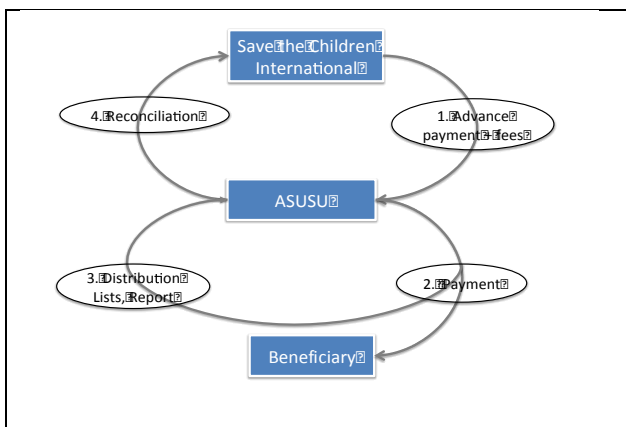 Save the Children
International
4. Reconciliation
1. Advance
payment + fees
ASUSU
3. Distribution
Lists, Report
2. Payment
Beneficiary